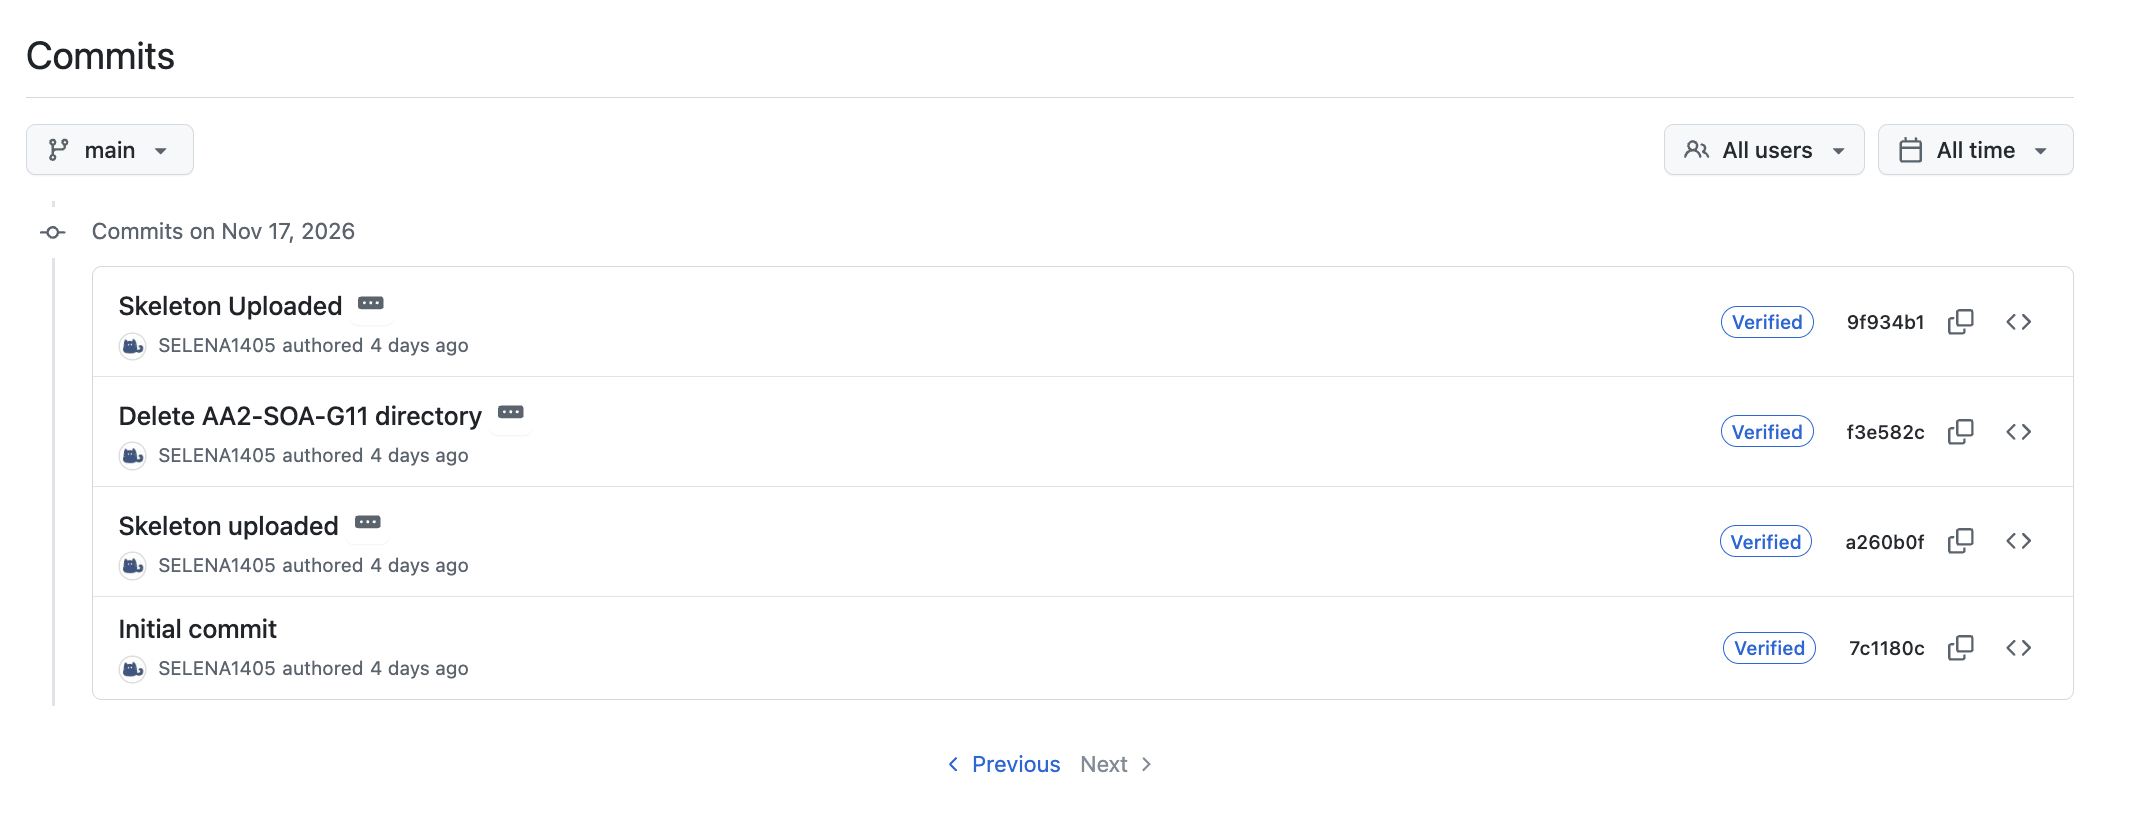 Commits
main
All users
All time
Commits on Nov 17, 2026
Skeleton Uploaded
SELENA1405 authored 4 days ago
Verified
9f934b1
Delete AA2-SOA-G11 directory
SELENA1405 authored 4 days ago
Verified
f3e582c
Skeleton uploaded
SELENA1405 authored 4 days ago
Verified
a260b0f
Initial commit
SELENA1405 authored 4 days ago
Verified
7c1180c
Previous Next